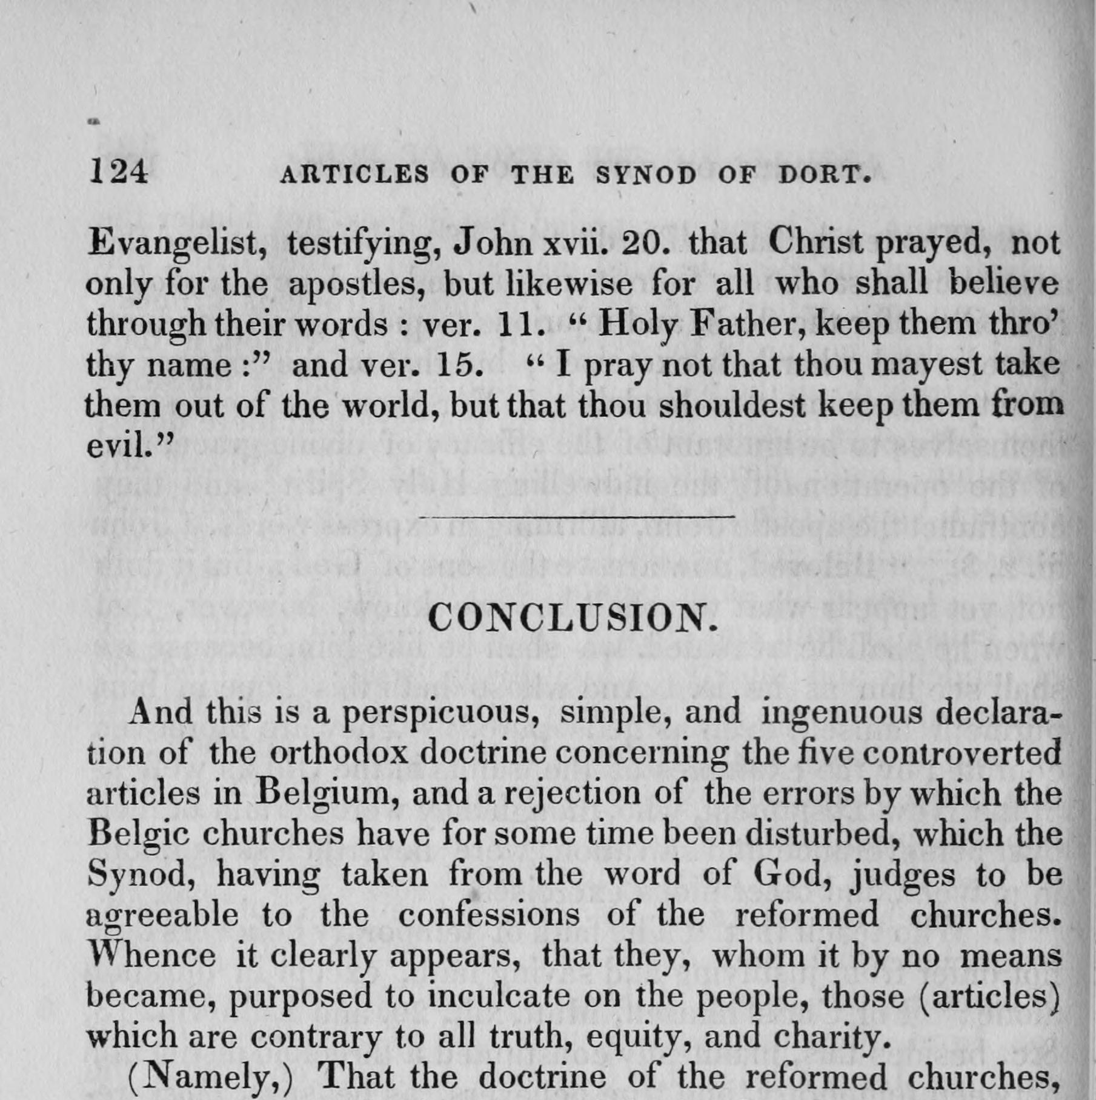 124 ARTICLES OF THE SYNOD OF DORT.
Evangelist, testifying, John xvii. 20. that Christ prayed, not
only for the apostles, but likewise for all who shall believe
through their words : ver. 11. “ Holy Father, keep them thro’
thy name :” and ver. 15. “ I pray not that thou mayest take
them out of the world, but that thou shouldest keep them from
evil.”
CONCLUSION.
And this is a perspicuous, simple, and ingenuous declara-
tion of the orthodox doctrine concerning the five controverted
articles in Belgium, and a rejection of the errors by which the
Belgic churches have for some time been disturbed, which the
Synod, having taken from the word of God, judges to be
agreeable to the confessions of the reformed churches.
Whence it clearly appears, that they, whom it by no means
became, purposed to inculcate on the people, those (articles)
which are contrary to all truth, equity, and charity.
(Namely,) That the doctrine of the reformed churches,